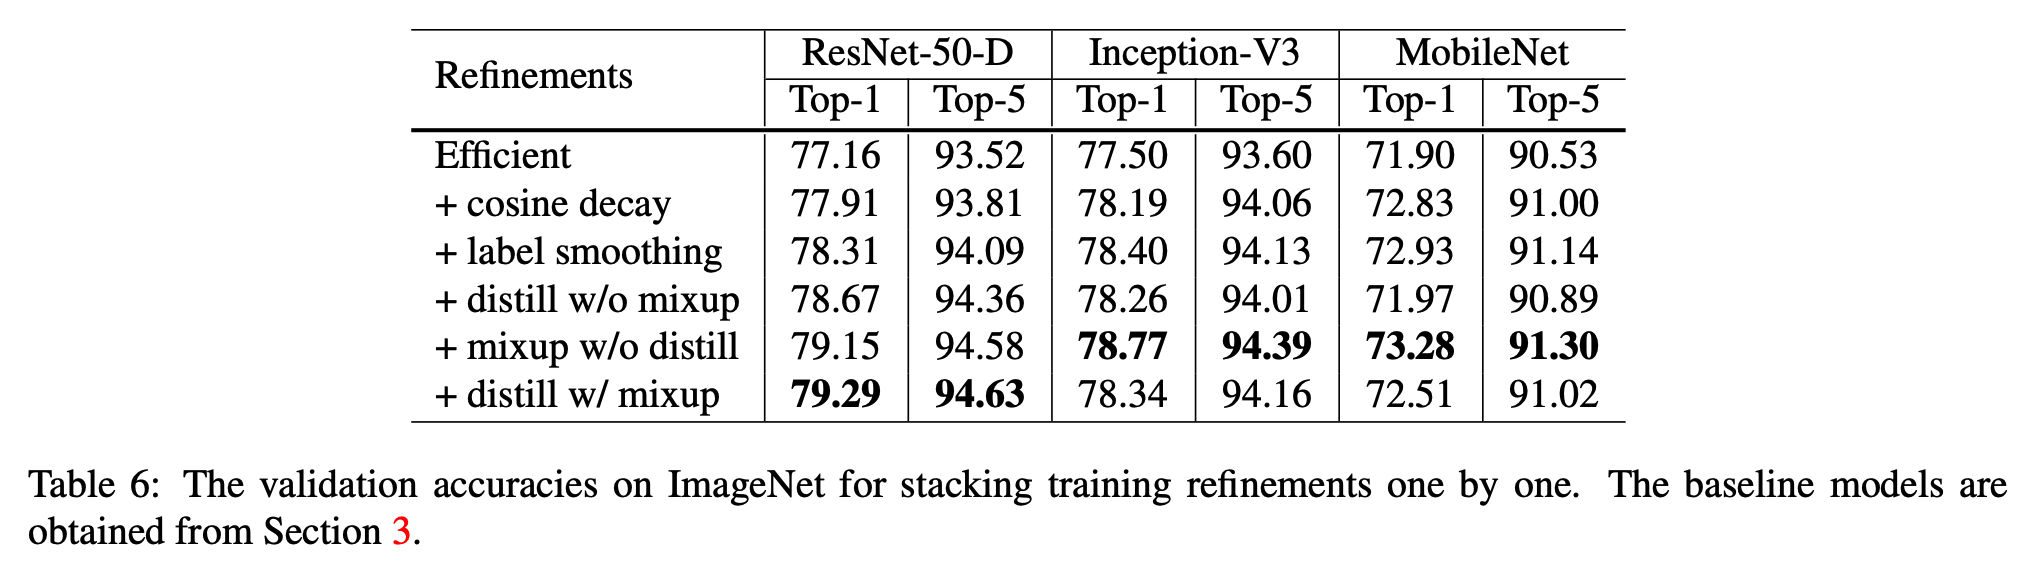 Refinements ResNet-50-D Inception-V3 MobileNet
Top-1 Top-5 Top-1 Top-5 Top-1 Top-5
Efficient 77.16 93.52 77.50 93.60 71.90 90.53
+ cosine decay 77.91 93.81 78.19 94.06 72.83 91.00
+ label smoothing 78.31 94.09 78.40 94.13 72.93 91.14
+ distill w/o mixup 78.67 94.36 78.26 94.01 71.97 90.89
+ mixup w/o distill 79.15 94.58 78.77 94.39 73.28 91.30
+ distill w/ mixup 79.29 94.63 78.34 94.16 72.51 91.02
Table 6: The validation accuracies on ImageNet for stacking training refinements one by one. The baseline models are
obtained from Section 3.